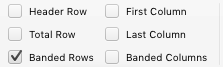 Header Row First Column
Total Row Last Column
Banded Rows Banded Columns